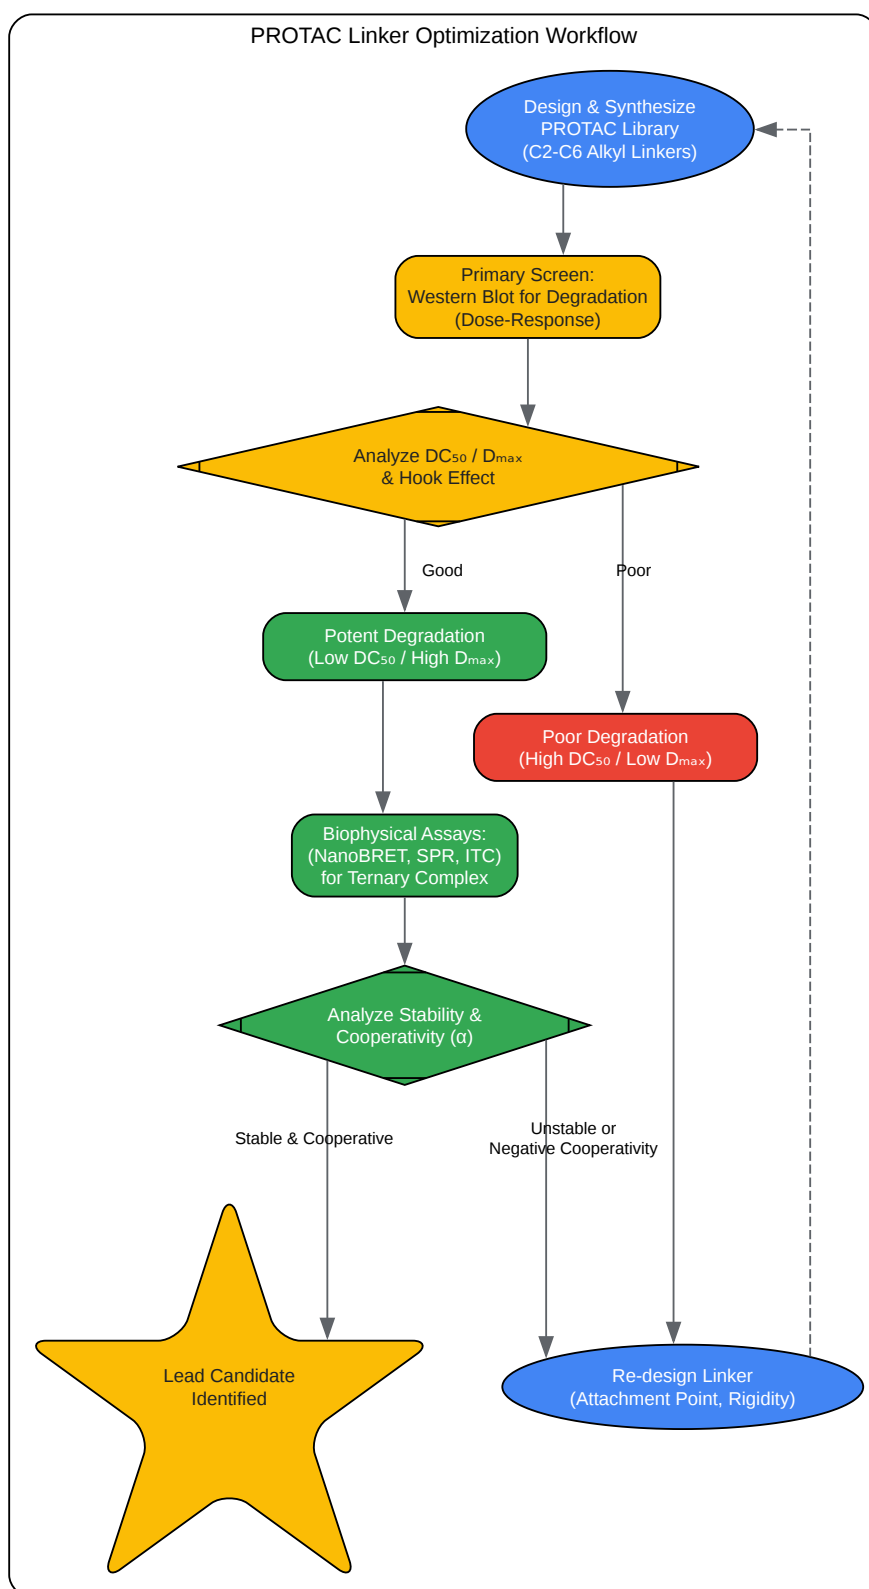 PROTAC Linker Optimization Workflow
Design & Synthesize
PROTAC Library
(C2-C6 Alkyl Linkers)
Primary Screen:
Western Blot for Degradation
(Dose-Response)
Analyze DC₅₀ / Dₘₐₓ
& Hook Effect
Good
Poor
Potent Degradation
(Low DC₅₀ / High Dₘₐₓ)
Poor Degradation
(High DC₅₀ / Low Dₘₐₓ)
Biophysical Assays:
(NanoBRET, SPR, ITC)
for Ternary Complex
Analyze Stability &
Cooperativity (α)
Stable & Cooperative
Unstable or
Negative Cooperativity
Lead Candidate
Identified
Re-design Linker
(Attachment Point, Rigidity)